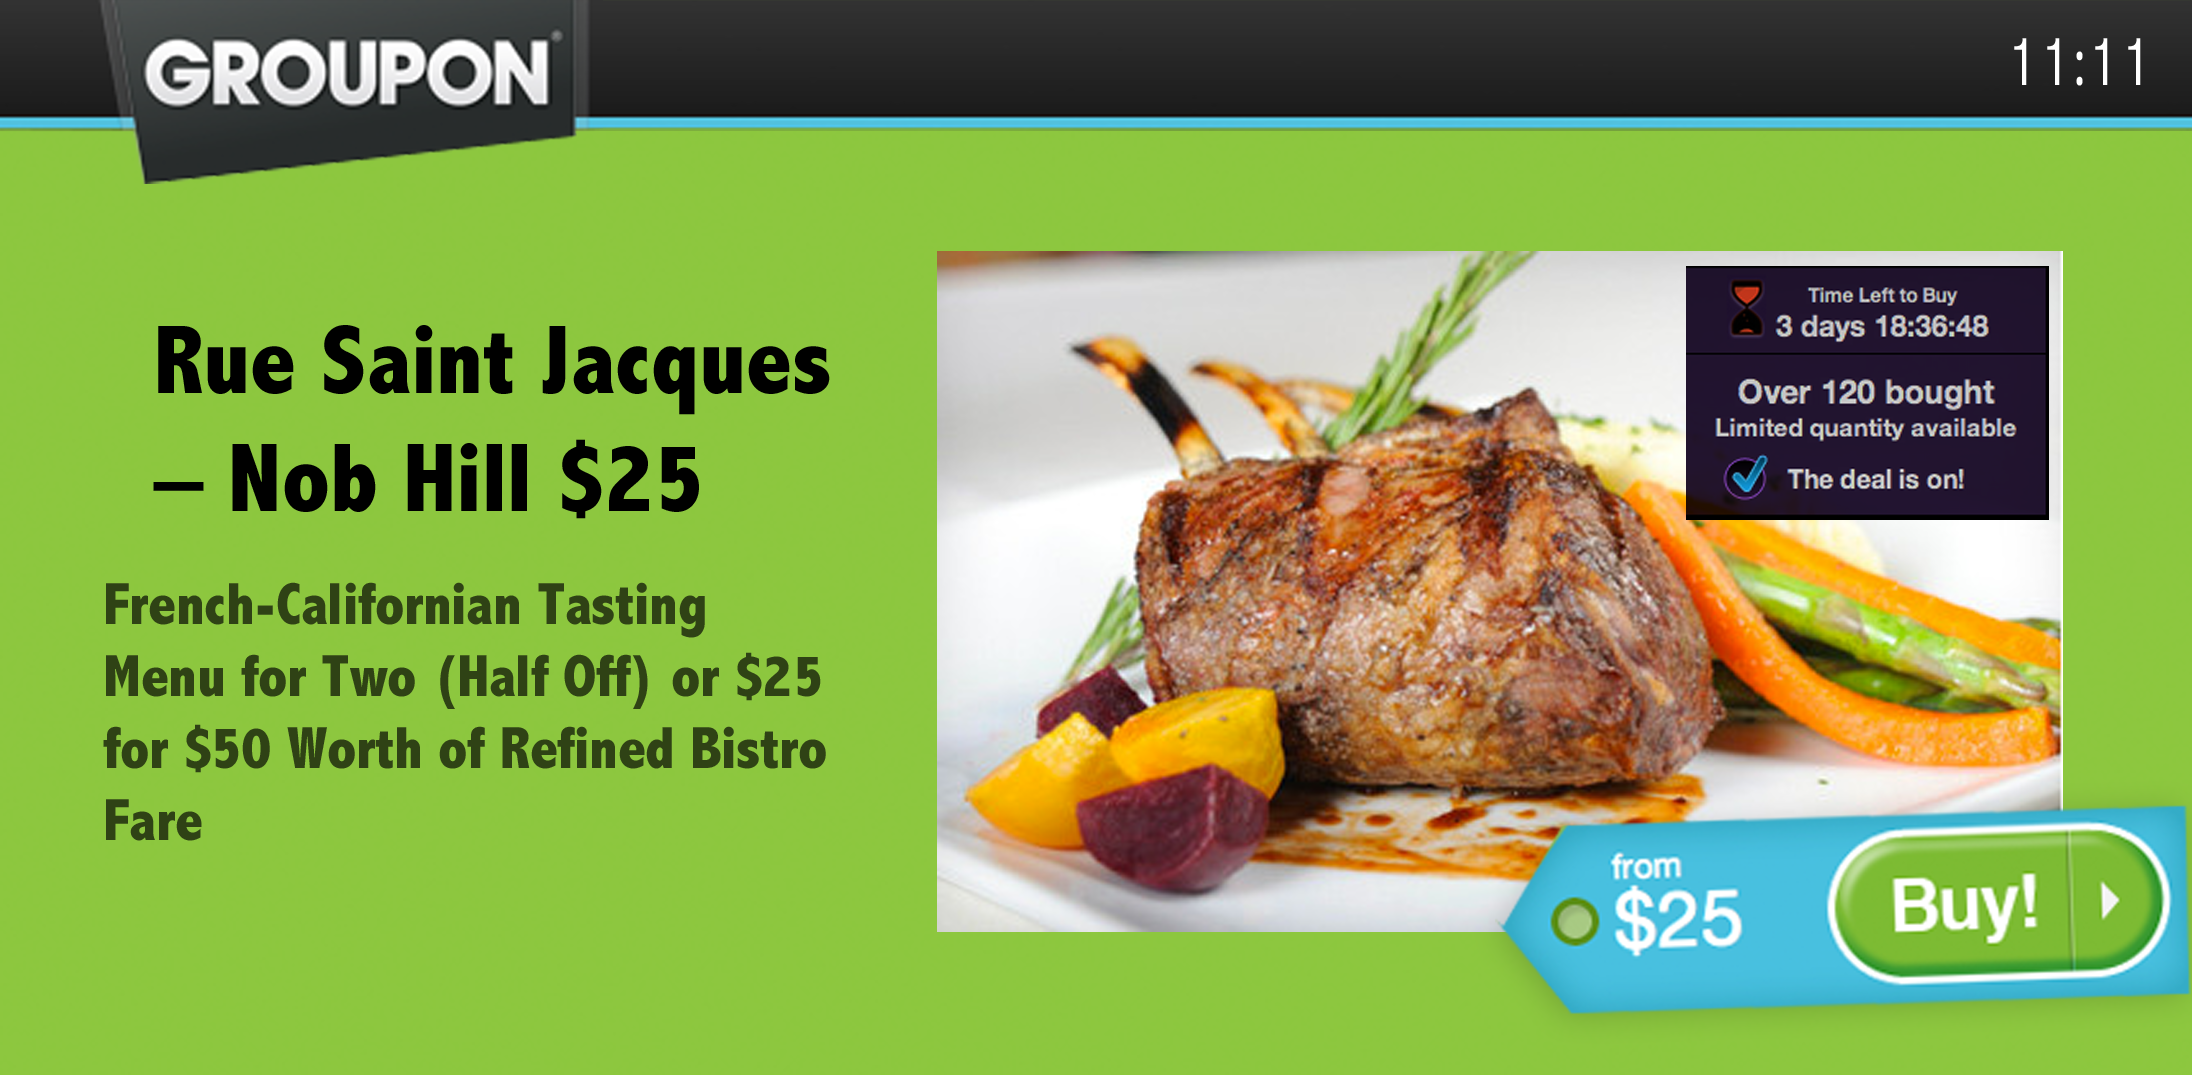 GROUPON®
11:11
Rue Saint Jacques
– Nob Hill $25
French-Californian Tasting
Menu for Two (Half Off) or $25
for $50 Worth of Refined Bistro
Fare
Time Left to Buy
3 days 18:36:48
Over 120 bought
Limited quantity available
The deal is on!
from
$25
Buy!